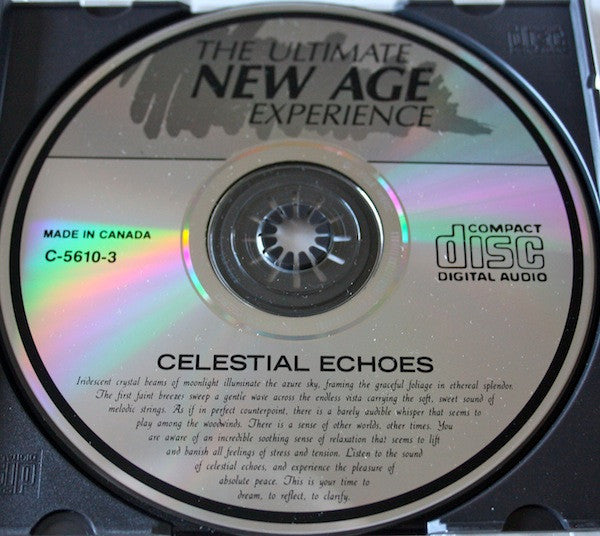 THE ULTIMATE
NEW AGE
EXPERIENCE
MADE IN CANADA
C-5610-3
COMPACT
disc
DIGITAL AUDIO
CELESTIAL ECHOES
Iridescent crystal beams of moonlight illuminate the azure sky, framing the graceful foliage in ethereal splendor.
The first faint breezes sweep a gentle wave across the endless vista carrying the soft, sweet sound of
melodic strings. As if in perfect counterpoint, there is a barely audible whisper that seems to
play among the woodwinds. There is a sense of other worlds, other times. You
are aware of an incredible soothing sense of relaxation that seems to lift
and banish all feelings of stress and tension. Listen to the sound
of celestial echoes, and experience the pleasure of
absolute peace. This is your time to
dream, to reflect, to clarify.